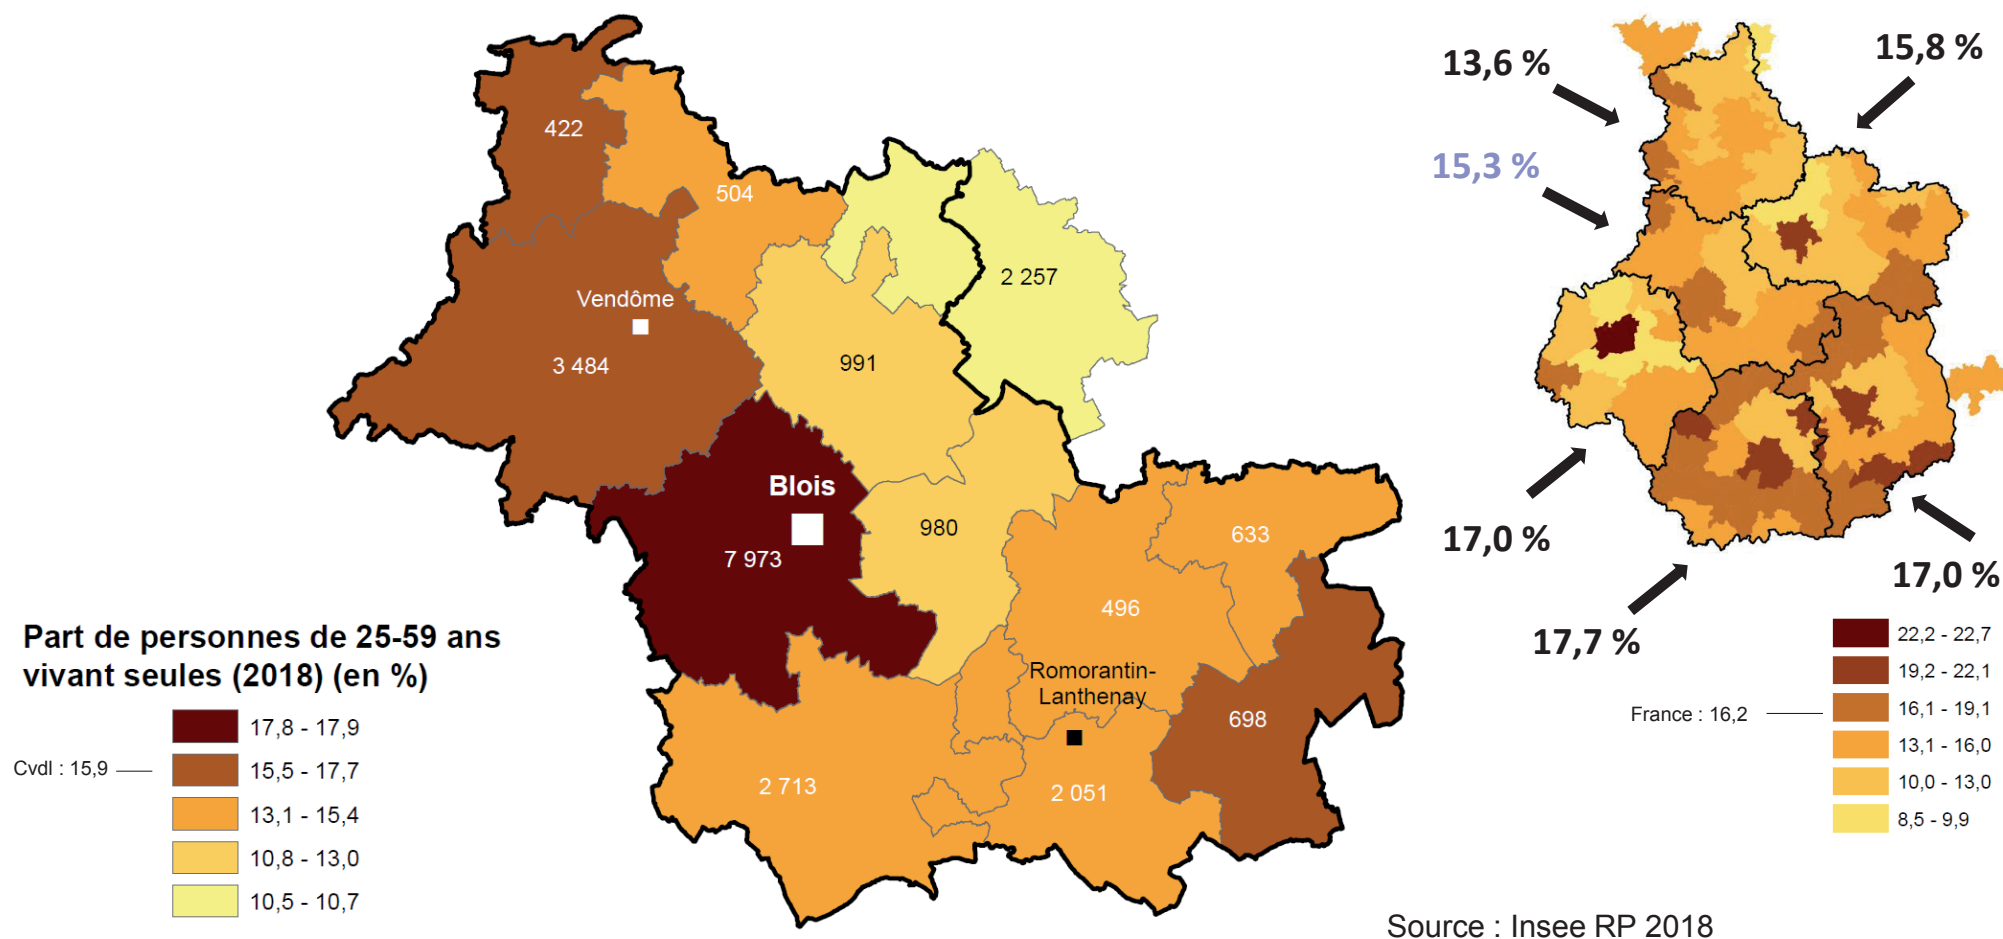 422
504
2 257
Vendôme
3 484
991
Blois
7 973
980
633
496
Romorantin-
Lanthenay
698
2 713
2 051
Part de personnes de 25-59 ans
vivant seules (2018) (en %)
17,8 - 17,9
Cvdl : 15,9
15,5 - 17,7
13,1 - 15,4
10,8 - 13,0
10,5 - 10,7
13,6 %
15,8 %
15,3 %
17,0 %
17,0 %
17,7 %
22,2 - 22,7
19,2 - 22,1
France : 16,2
16,1 - 19,1
13,1 - 16,0
10,0 - 13,0
8,5 - 9,9
Source : Insee RP 2018